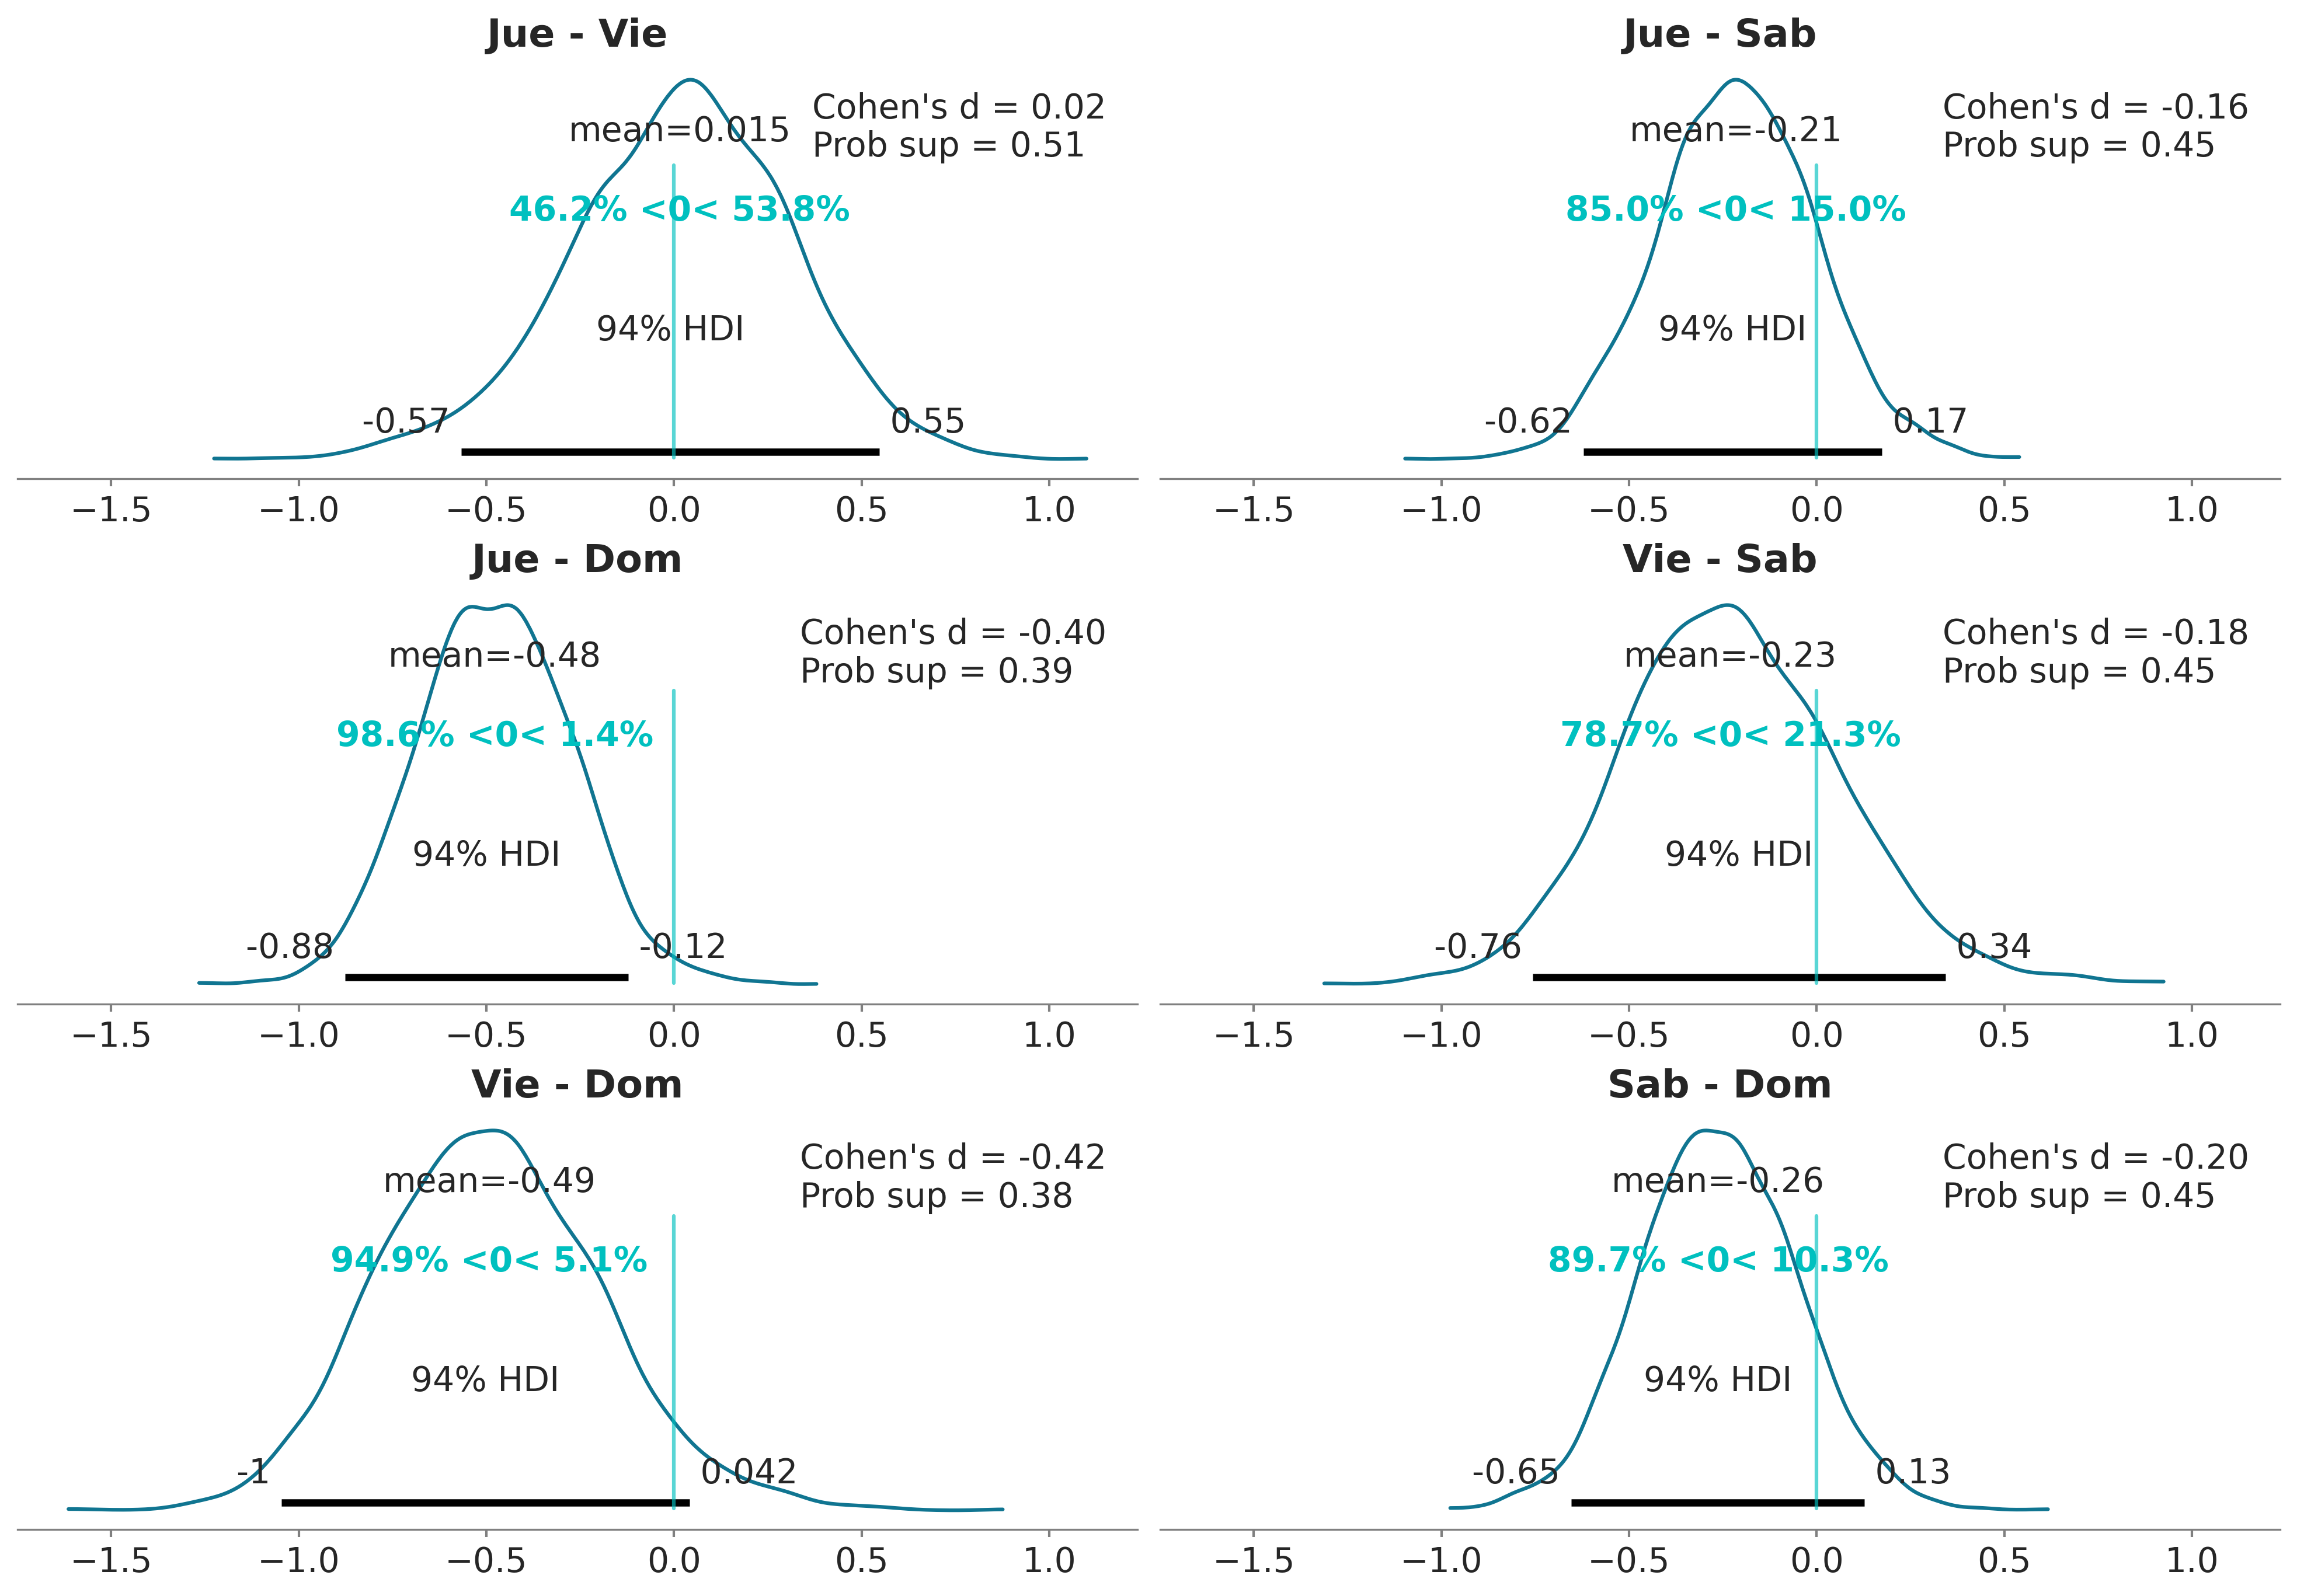 Jue - Vie
Cohen's d = 0.02
Prob sup = 0.51
mean=0.015
46.2% <0< 53.8%
94% HDI
-0.57 0.55
−1.5 −1.0 −0.5 0.0 0.5 1.0
Jue - Sab
Cohen's d = -0.16
Prob sup = 0.45
mean=-0.21
85.0% <0< 15.0%
94% HDI
-0.62 0.17
−1.5 −1.0 −0.5 0.0 0.5 1.0
Jue - Dom
Cohen's d = -0.40
Prob sup = 0.39
mean=-0.48
98.6% <0< 1.4%
94% HDI
-0.88 -0.12
−1.5 −1.0 −0.5 0.0 0.5 1.0
Vie - Sab
Cohen's d = -0.18
Prob sup = 0.45
mean=-0.23
78.7% <0< 21.3%
94% HDI
-0.76 0.34
−1.5 −1.0 −0.5 0.0 0.5 1.0
Vie - Dom
Cohen's d = -0.42
Prob sup = 0.38
mean=-0.49
94.9% <0< 5.1%
94% HDI
-1 0.042
−1.5 −1.0 −0.5 0.0 0.5 1.0
Sab - Dom
Cohen's d = -0.20
Prob sup = 0.45
mean=-0.26
89.7% <0< 10.3%
94% HDI
-0.65 0.13
−1.5 −1.0 −0.5 0.0 0.5 1.0